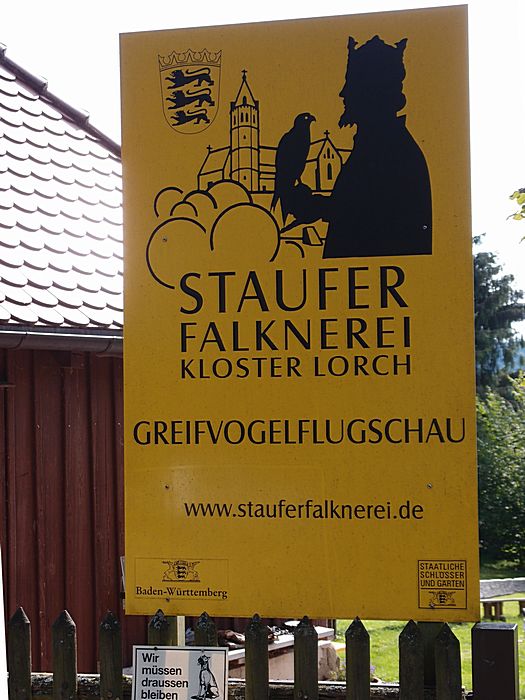 STAUFER
FALKNEREI
KLOSTER LORCH
GREIFVOGELFLUGSCHAU
www.stauferfalknerei.de
Baden-Württemberg
STAATLICHE
SCHLÖSSER
UND GÄRTEN
Wir
müssen
draussen
bleiben